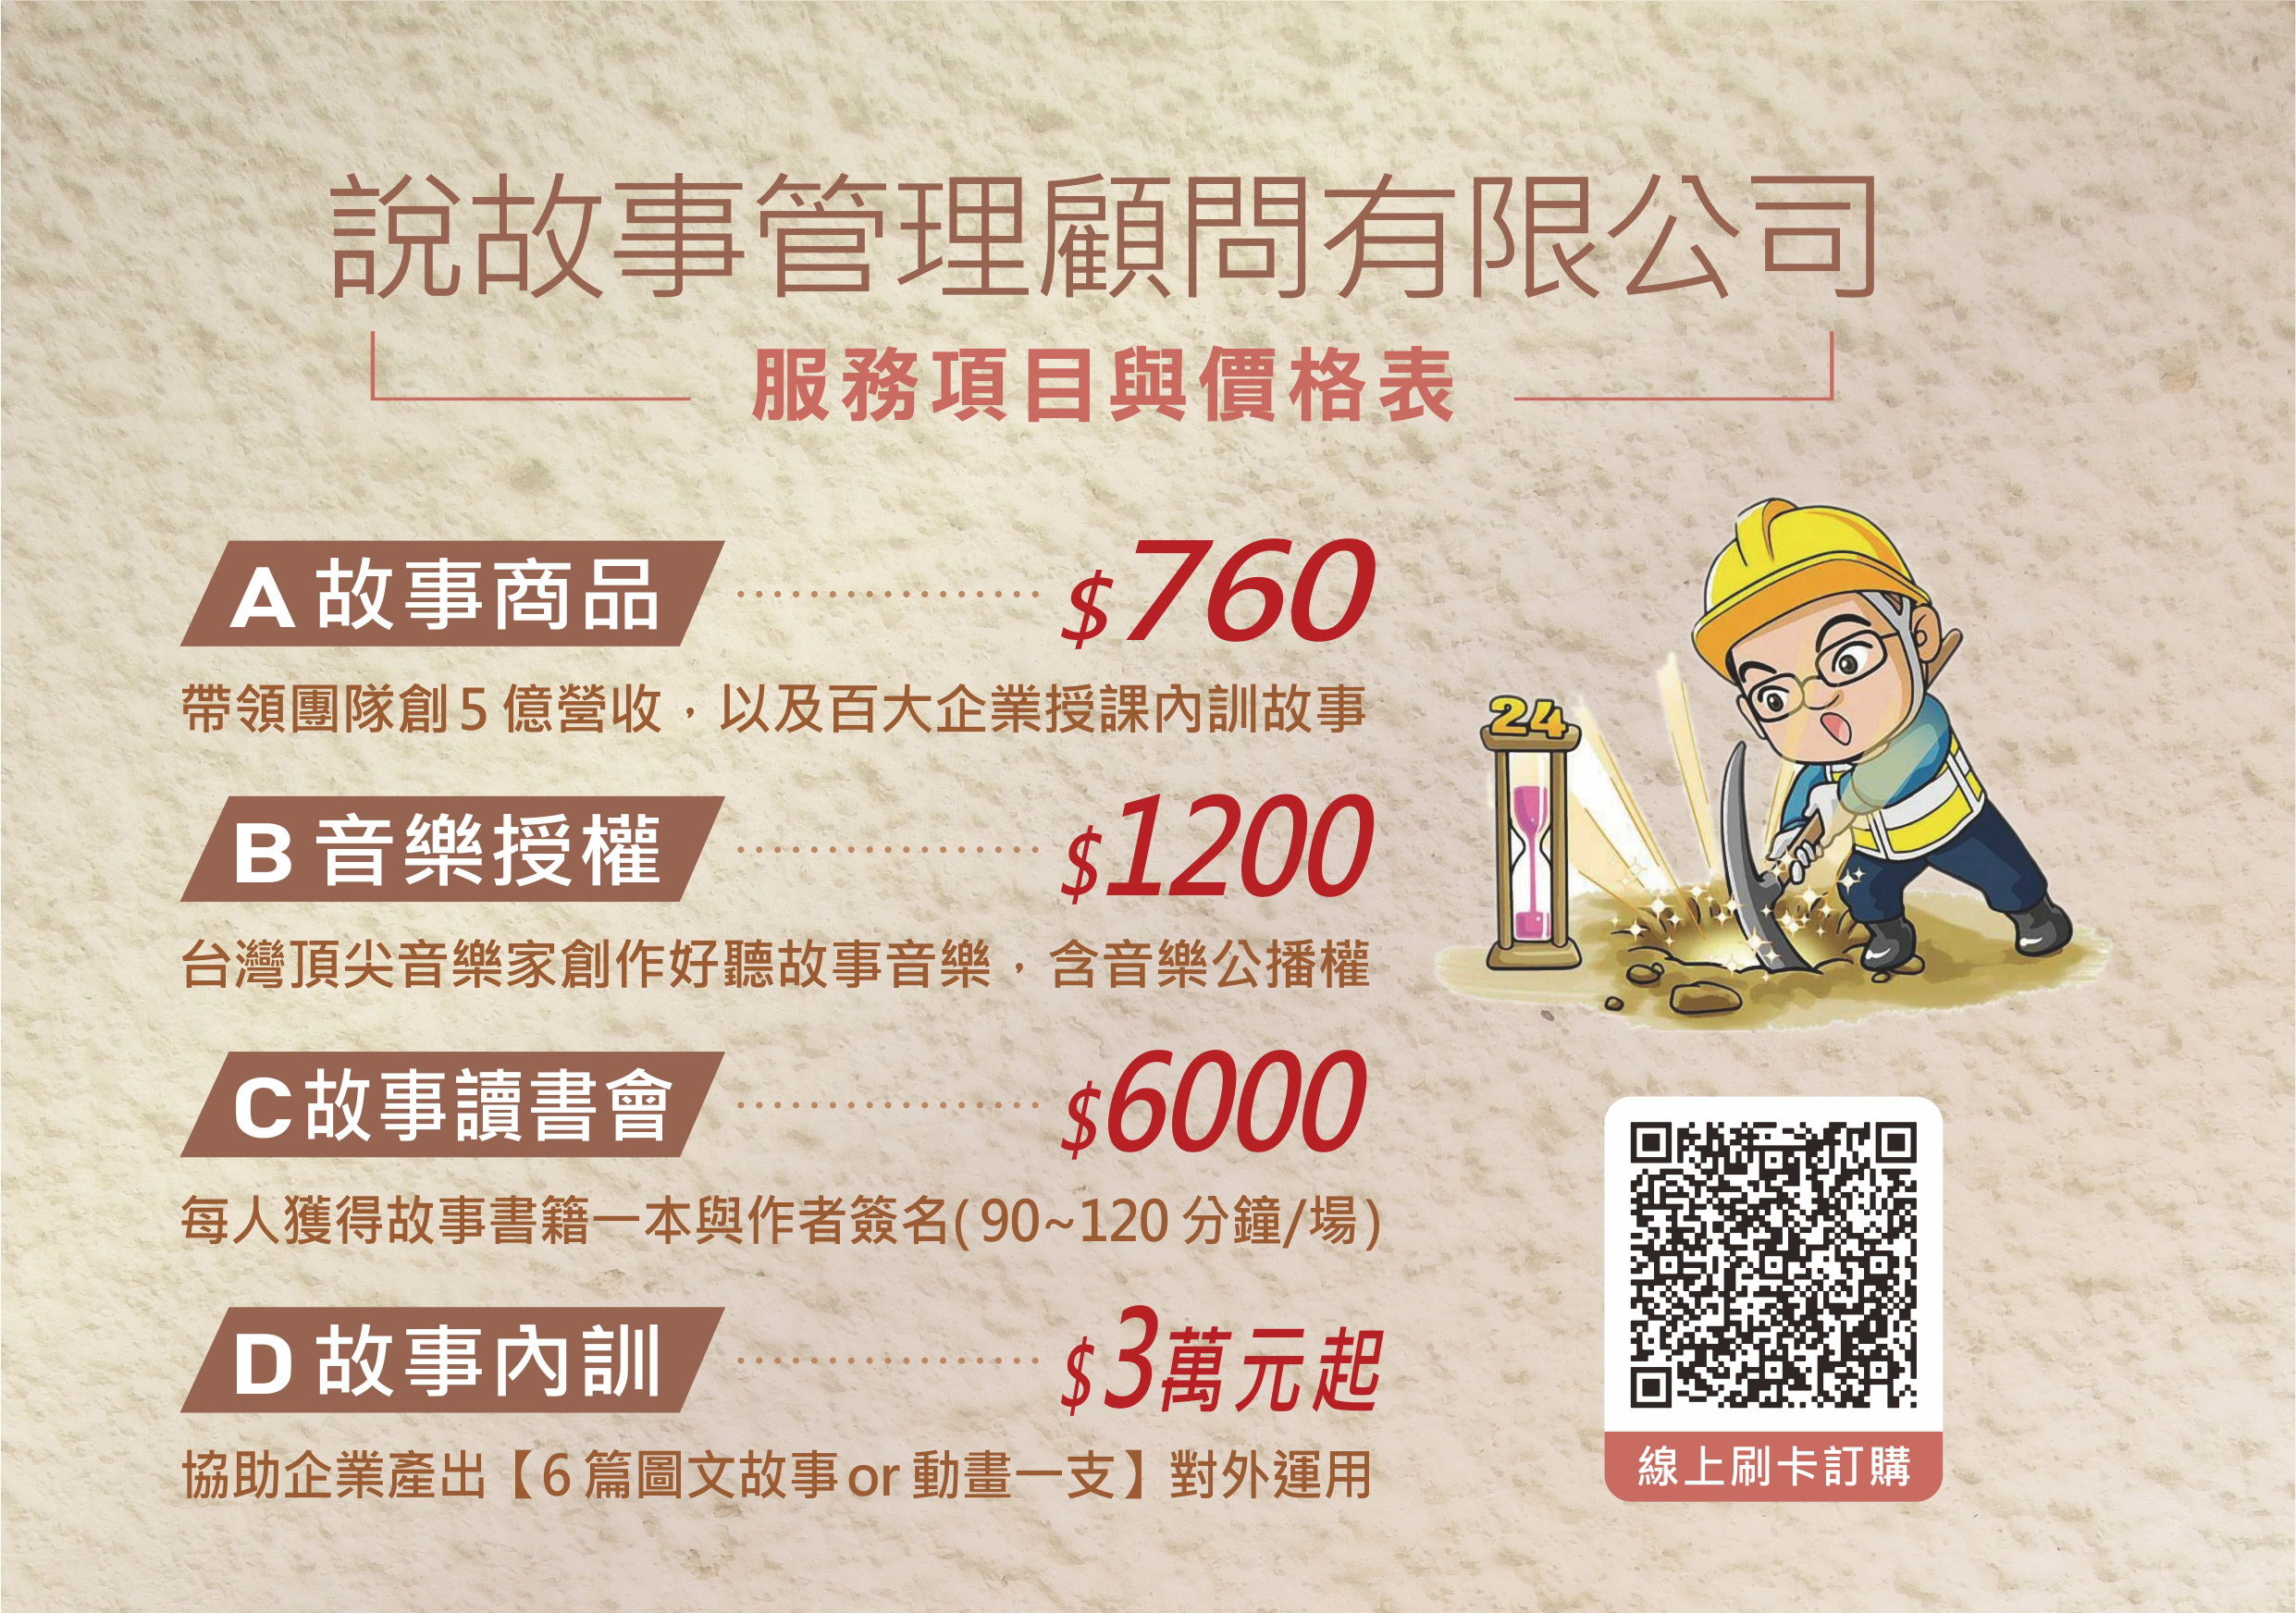 說故事管理顧問有限公司
服務項目與價格表
A 故事商品 $760
帶領團隊創5億營收，以及百大企業授課內訓故事
B 音樂授權 $1200
台灣頂尖音樂家創作好聽故事音樂，含音樂公播權
C故事讀書會 $6000
每人獲得故事書籍一本與作者簽名(90~120 分鐘/場)
D 故事內訓 $3萬元起
協助企業產出【6篇圖文故事or動畫一支】對外運用
24
線上刷卡訂購